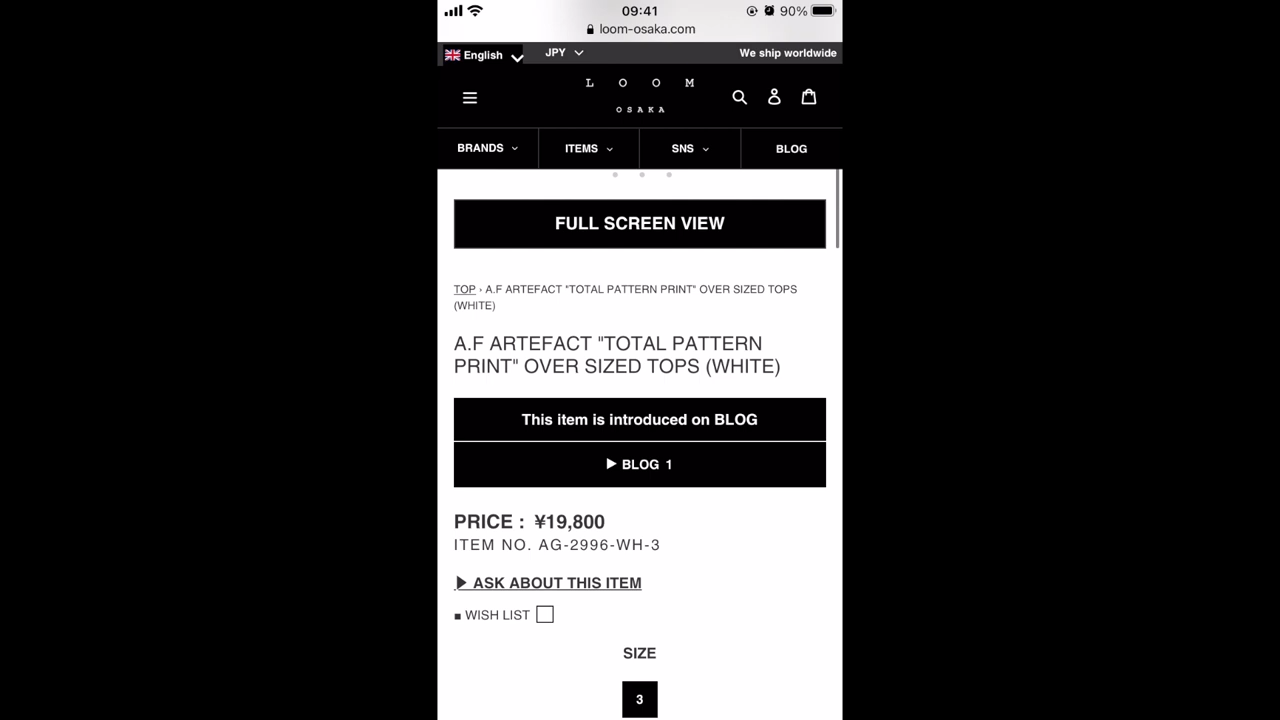 09:41
90%
loom-osaka.com
English
JPY
We ship worldwide
L O O M
OSAKA
BRANDS
ITEMS
SNS
BLOG
FULL SCREEN VIEW
TOP › A.F ARTEFACT "TOTAL PATTERN PRINT" OVER SIZED TOPS
(WHITE)
A.F ARTEFACT "TOTAL PATTERN
PRINT" OVER SIZED TOPS (WHITE)
This item is introduced on BLOG
▶ BLOG 1
PRICE : ¥19,800
ITEM NO. AG-2996-WH-3
▶ ASK ABOUT THIS ITEM
■ WISH LIST
SIZE
3